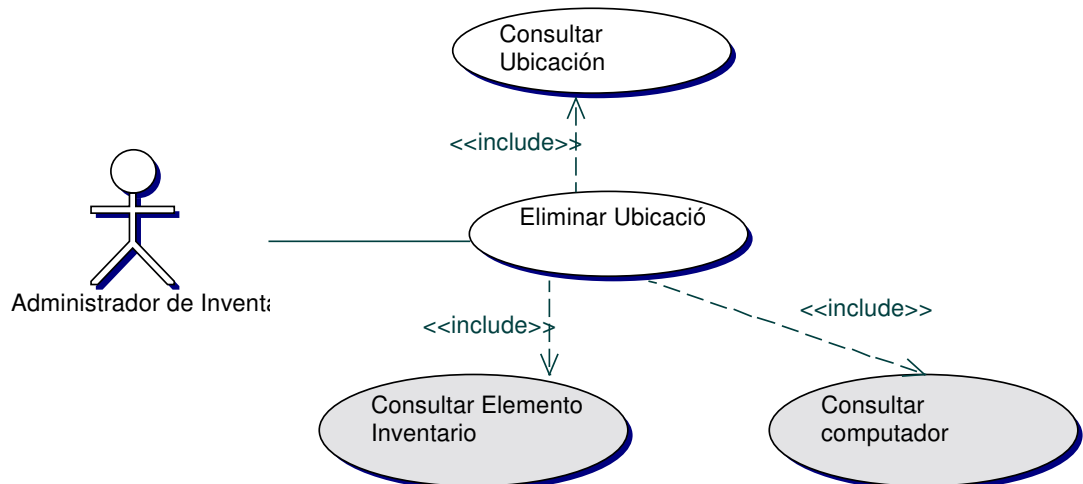 Consultar
Ubicación
<<include>>
Eliminar Ubicació
Administrador de Inventa
<<include>>
<<include>>
Consultar Elemento
Inventario
Consultar
computador